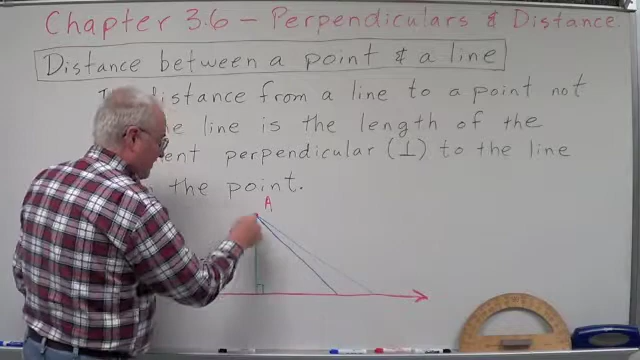 Chapter 3.6 - Perpendiculars & Distance
Distance between a point & a line
distance from a line to a point not
line is the length of the
perpendicular (⊥) to the line
the point.
A